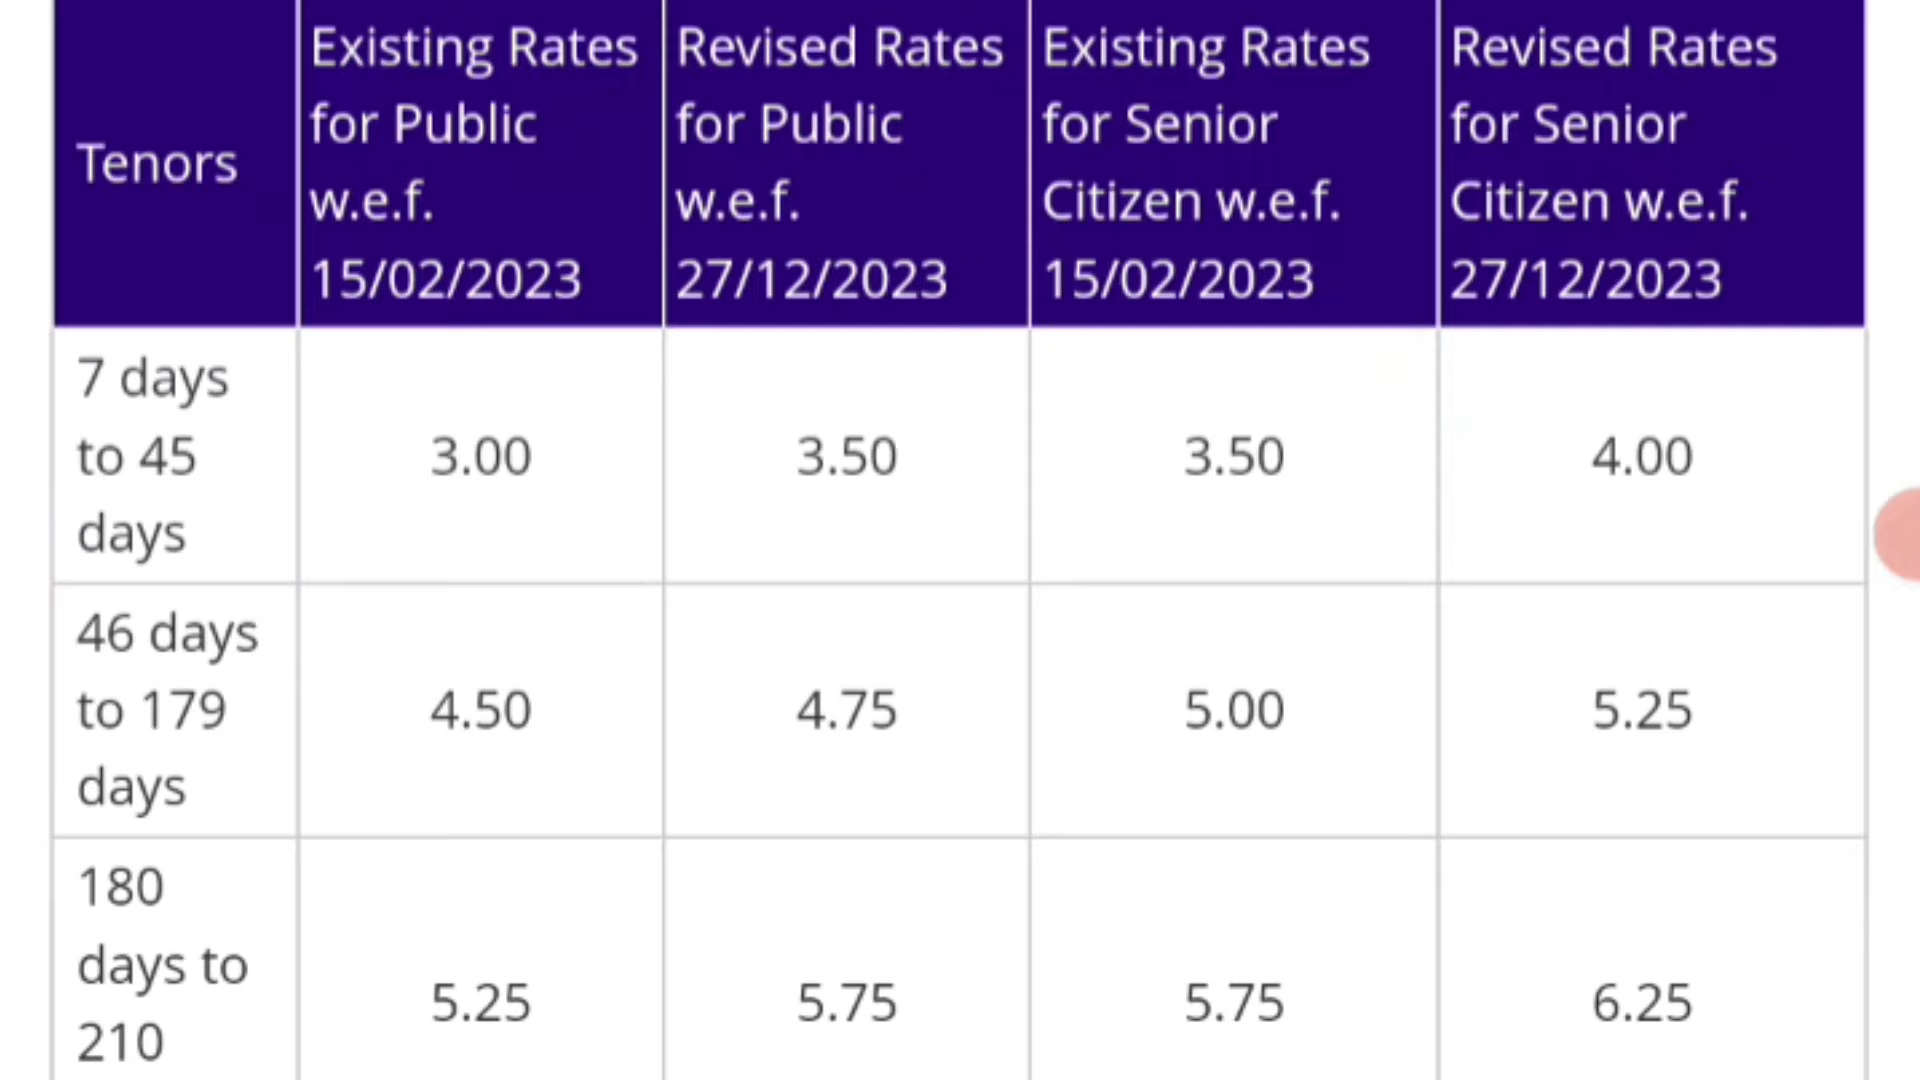 Tenors
Existing Rates
for Public
w.e.f.
15/02/2023
Revised Rates
for Public
w.e.f.
27/12/2023
Existing Rates
for Senior
Citizen w.e.f.
15/02/2023
Revised Rates
for Senior
Citizen w.e.f.
27/12/2023
7 days
to 45
days
3.00
3.50
3.50
4.00
46 days
to 179
days
4.50
4.75
5.00
5.25
180
days to
210
5.25
5.75
5.75
6.25